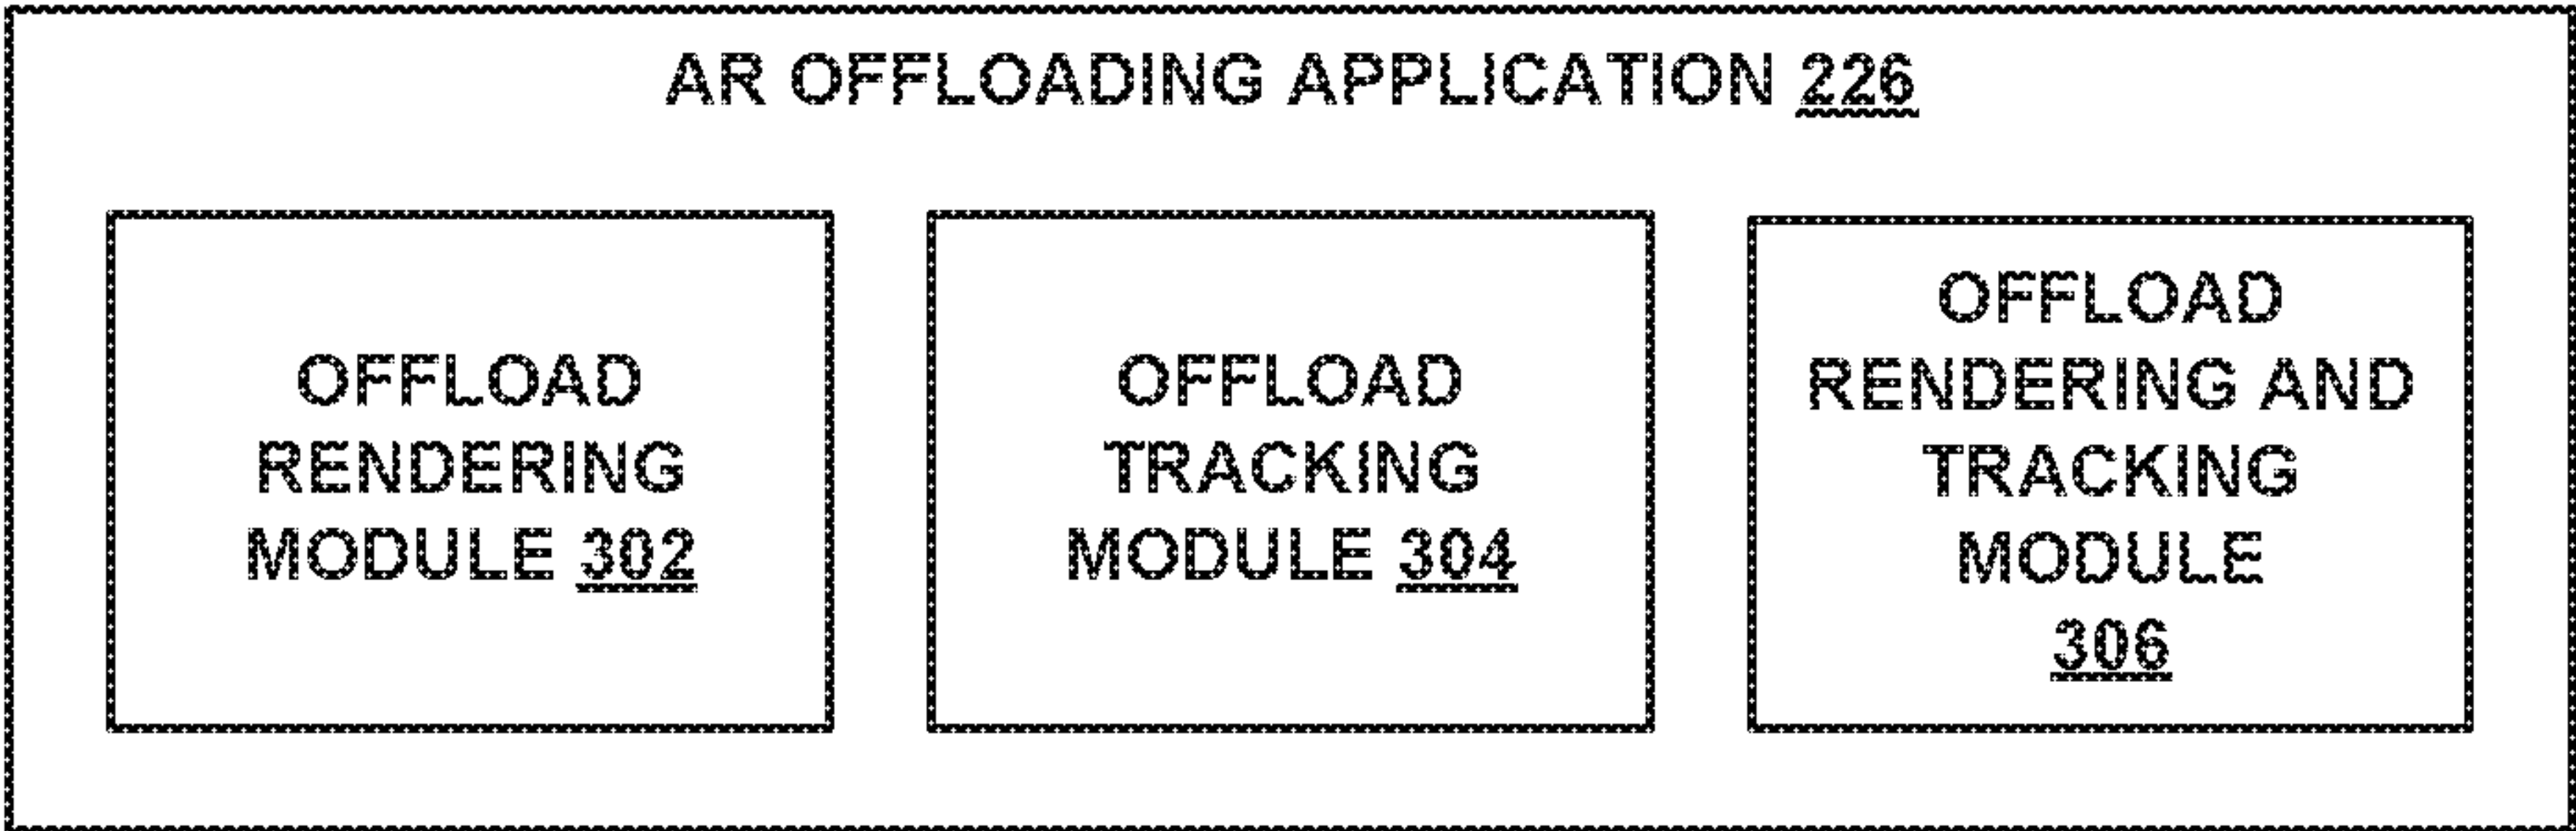 AR OFFLOADING APPLICATION 226
OFFLOAD
RENDERING
MODULE 302
OFFLOAD
TRACKING
MODULE 304
OFFLOAD
RENDERING AND
TRACKING
MODULE
306